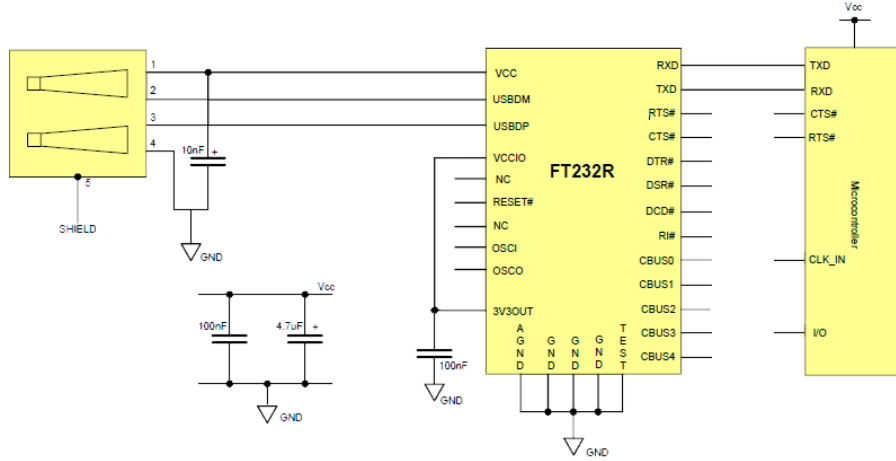 1
2
3
4
5
SHIELD
10nF +
GND
Vcc
100nF
4.7uF +
GND
VCC
USBDM
USBDP
VCCIO
NC
RESET#
NC
OSCI
OSCO
3V3OUT
100nF
GND
FT232R
AGND
GND
GND
GND
TEST
GND
RXD
TXD
RTS#
CTS#
DTR#
DSR#
DCD#
RI#
CBUS0
CBUS1
CBUS2
CBUS3
CBUS4
Vcc
TXD
RXD
CTS#
RTS#
Microcontroller
CLK_IN
I/O